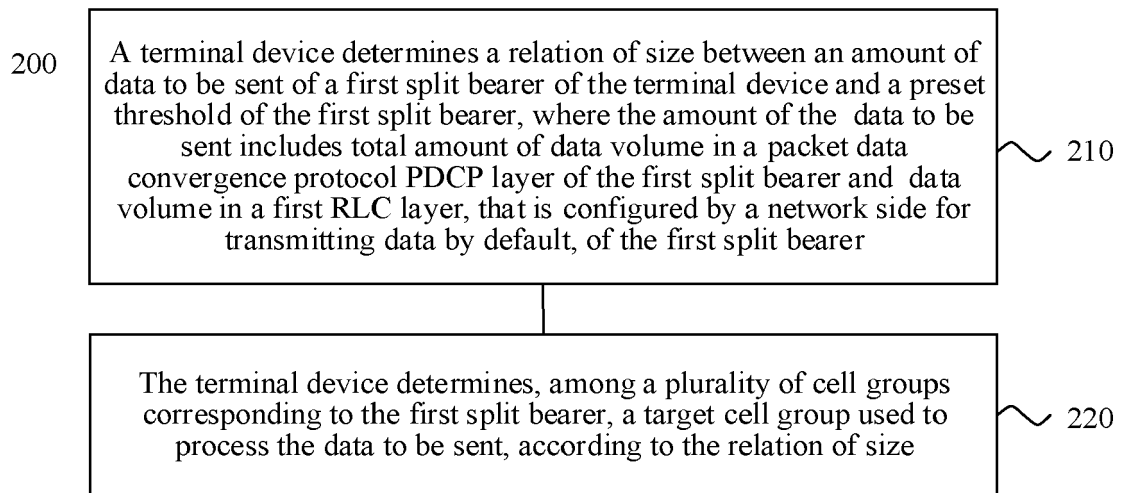 200
A terminal device determines a relation of size between an amount of
data to be sent of a first split bearer of the terminal device and a preset
threshold of the first split bearer, where the amount of the data to be
sent includes total amount of data volume in a packet data
convergence protocol PDCP layer of the first split bearer and data
volume in a first RLC layer, that is configured by a network side for
transmitting data by default, of the first split bearer
210
The terminal device determines, among a plurality of cell groups
corresponding to the first split bearer, a target cell group used to
process the data to be sent, according to the relation of size
220